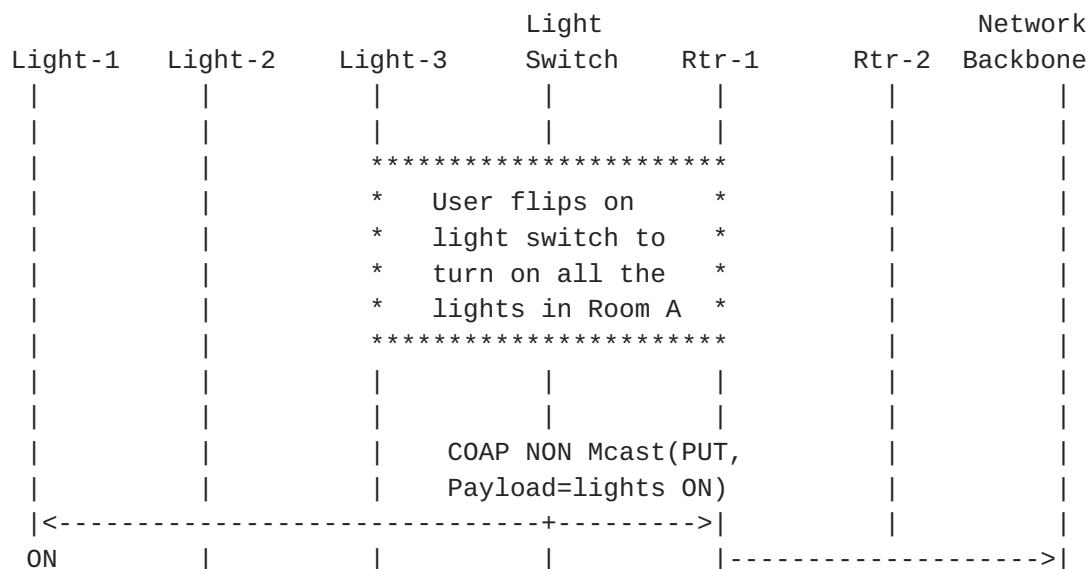 Light Network
Light-1 Light-2 Light-3 Switch Rtr-1 Rtr-2 Backbone
User flips on
light switch to
turn on all the
lights in Room A
COAP NON Mcast(PUT,
Payload=lights ON)
ON